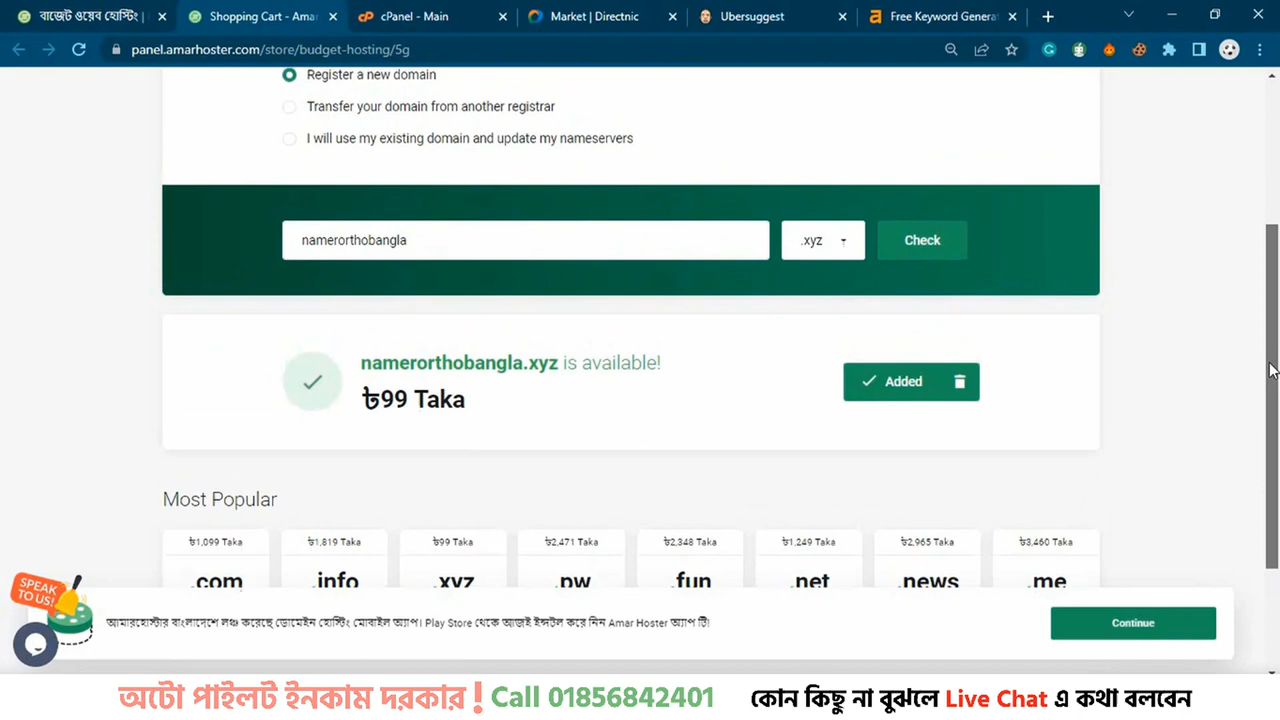 বাজেট ওয়েব হোস্টিং |
Shopping Cart - Amar
cPanel - Main
Market | Directnic
Ubersuggest
Free Keyword Generat
panel.amarhoster.com/store/budget-hosting/5g
Register a new domain
Transfer your domain from another registrar
I will use my existing domain and update my nameservers
namerorthobangla
.xyz
Check
namerorthobangla.xyz is available!
৳99 Taka
Added
Most Popular
৳1,099 Taka ৳1,819 Taka ৳99 Taka ৳2,471 Taka ৳2,348 Taka ৳1,249 Taka ৳2,965 Taka ৳3,460 Taka
.com .info .xyz .pw .fun .net .news .me
SPEAK TO US!
আমারহোস্টার বাংলাদেশে লঞ্চ করেছে ডোমেইন হোস্টিং মোবাইল অ্যাপ। Play Store থেকে আজই ইন্সটল করে নিন Amar Hoster অ্যাপ টি!
Continue
অটো পাইলট ইনকাম দরকার ! Call 01856842401 কোন কিছু না বুঝলে Live Chat এ কথা বলবেন